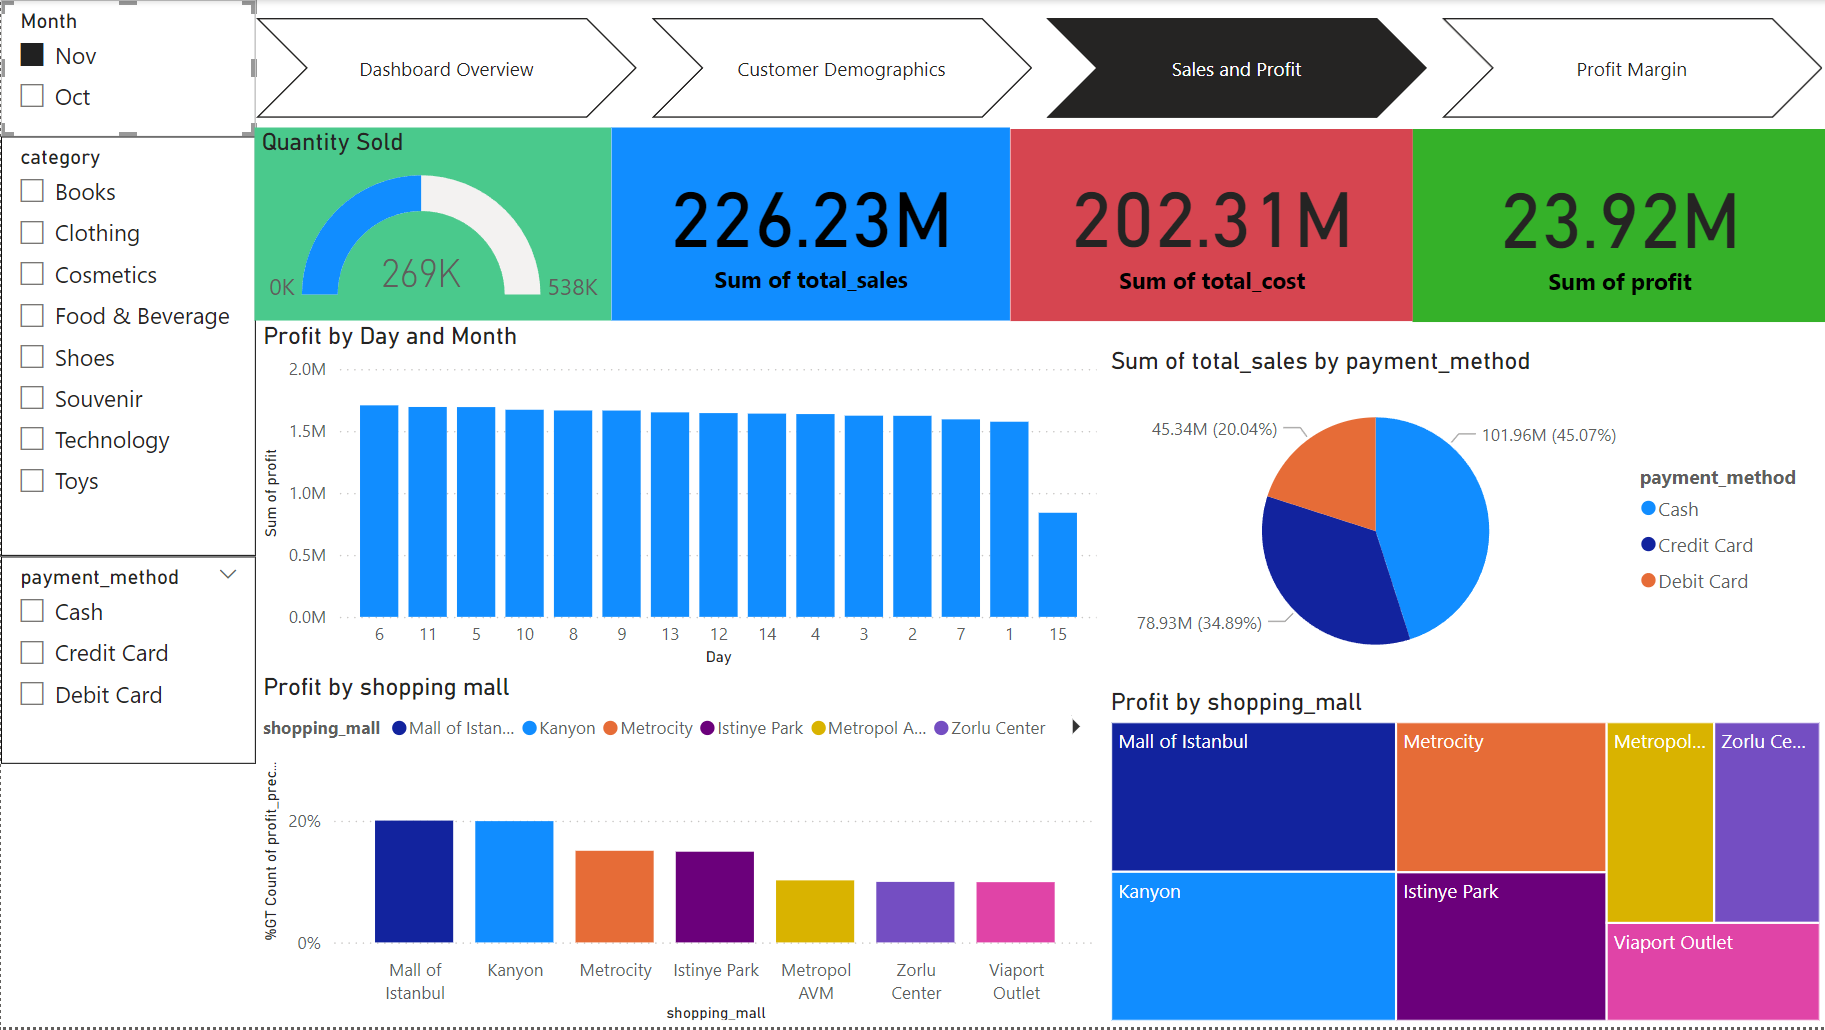 Month
Nov
Oct
category
Books
Clothing
Cosmetics
Food & Beverage
Shoes
Souvenir
Technology
Toys
payment_method
Cash
Credit Card
Debit Card
Dashboard Overview
Customer Demographics
Sales and Profit
Profit Margin
Quantity Sold
0K
269K
538K
226.23M
Sum of total_sales
202.31M
Sum of total_cost
23.92M
Sum of profit
Profit by Day and Month
Sum of profit
2.0M
1.5M
1.0M
0.5M
0.0M
6 11 5 10 8 9 13 12 14 4 3 2 7 1 15
Day
Sum of total_sales by payment_method
45.34M (20.04%)
101.96M (45.07%)
78.93M (34.89%)
payment_method
Cash
Credit Card
Debit Card
Profit by shopping mall
shopping_mall Mall of Istan... Kanyon Metrocity Istinye Park Metropol A... Zorlu Center
%GT Count of profit_prec...
20%
0%
Mall of
Istanbul
Kanyon
Metrocity
Istinye Park
Metropol
AVM
Zorlu
Center
Viaport
Outlet
shopping_mall
Profit by shopping_mall
Mall of Istanbul
Metrocity
Metropol...
Zorlu Ce...
Kanyon
Istinye Park
Viaport Outlet